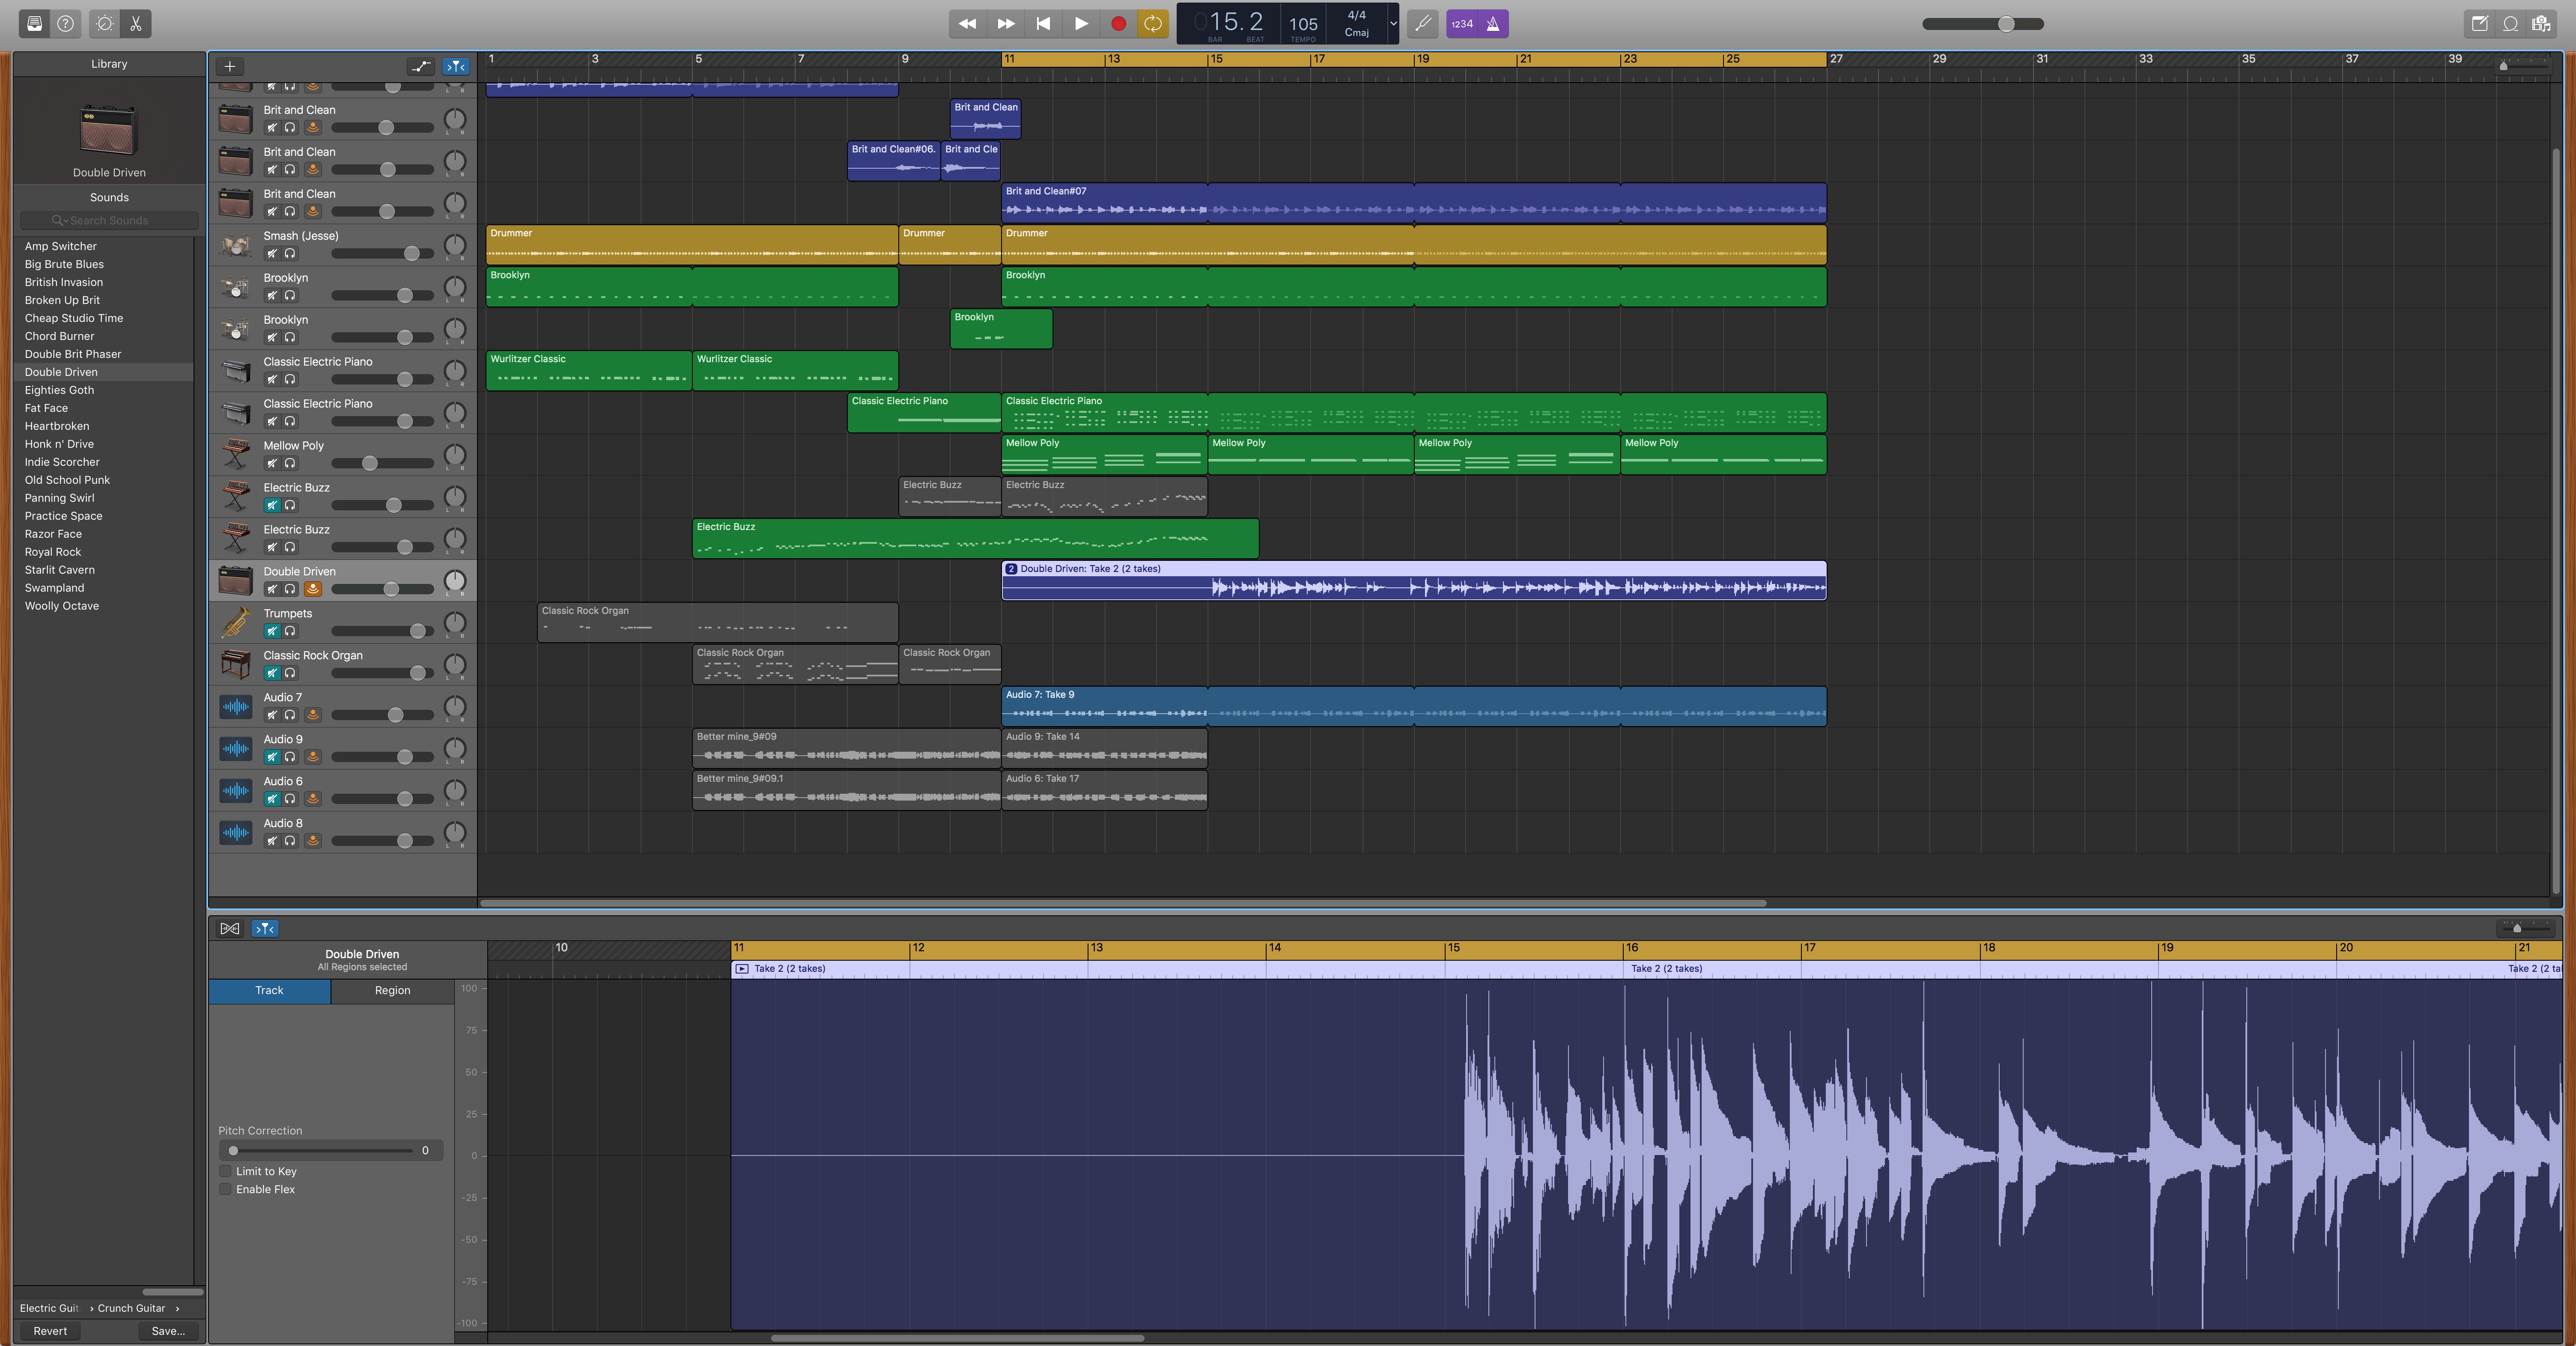 015.2
BAR
BEAT
105
TEMPO
4/4
Cmaj
1234
Library
Double Driven
Sounds
Search Sounds
Amp Switcher
Big Brute Blues
British Invasion
Broken Up Brit
Cheap Studio Time
Chord Burner
Double Brit Phaser
Double Driven
Eighties Goth
Fat Face
Heartbroken
Honk n' Drive
Indie Scorcher
Old School Punk
Panning Swirl
Practice Space
Razor Face
Royal Rock
Starlit Cavern
Swampland
Woolly Octave
Electric Guit > Crunch Guitar >
Revert
Save...
1 3 5 7 9 11 13 15 17 19 21 23 25 27 29 31 33 35 37 39
Brit and Clean
Brit and Clean
Brit and Clean
Brit and Clean#06.
Brit and Cle
Brit and Clean
Brit and Clean#07
Smash (Jesse)
Drummer
Drummer
Drummer
Brooklyn
Brooklyn
Brooklyn
Brooklyn
Brooklyn
Classic Electric Piano
Wurlitzer Classic
Wurlitzer Classic
Classic Electric Piano
Classic Electric Piano
Classic Electric Piano
Mellow Poly
Mellow Poly
Mellow Poly
Mellow Poly
Mellow Poly
Electric Buzz
Electric Buzz
Electric Buzz
Electric Buzz
Electric Buzz
Double Driven
2 Double Driven: Take 2 (2 takes)
Trumpets
Classic Rock Organ
Classic Rock Organ
Classic Rock Organ
Classic Rock Organ
Audio 7
Audio 7: Take 9
Audio 9
Better mine_9#09
Audio 9: Take 14
Audio 6
Better mine_9#09.1
Audio 6: Take 17
Audio 8
Double Driven
All Regions selected
Track
Region
Pitch Correction
0
Limit to Key
Enable Flex
10 11 12 13 14 15 16 17 18 19 20 21
Take 2 (2 takes)
Take 2 (2 takes)
Take 2 (2 ta
100
75
50
25
0
-25
-50
-75
-100